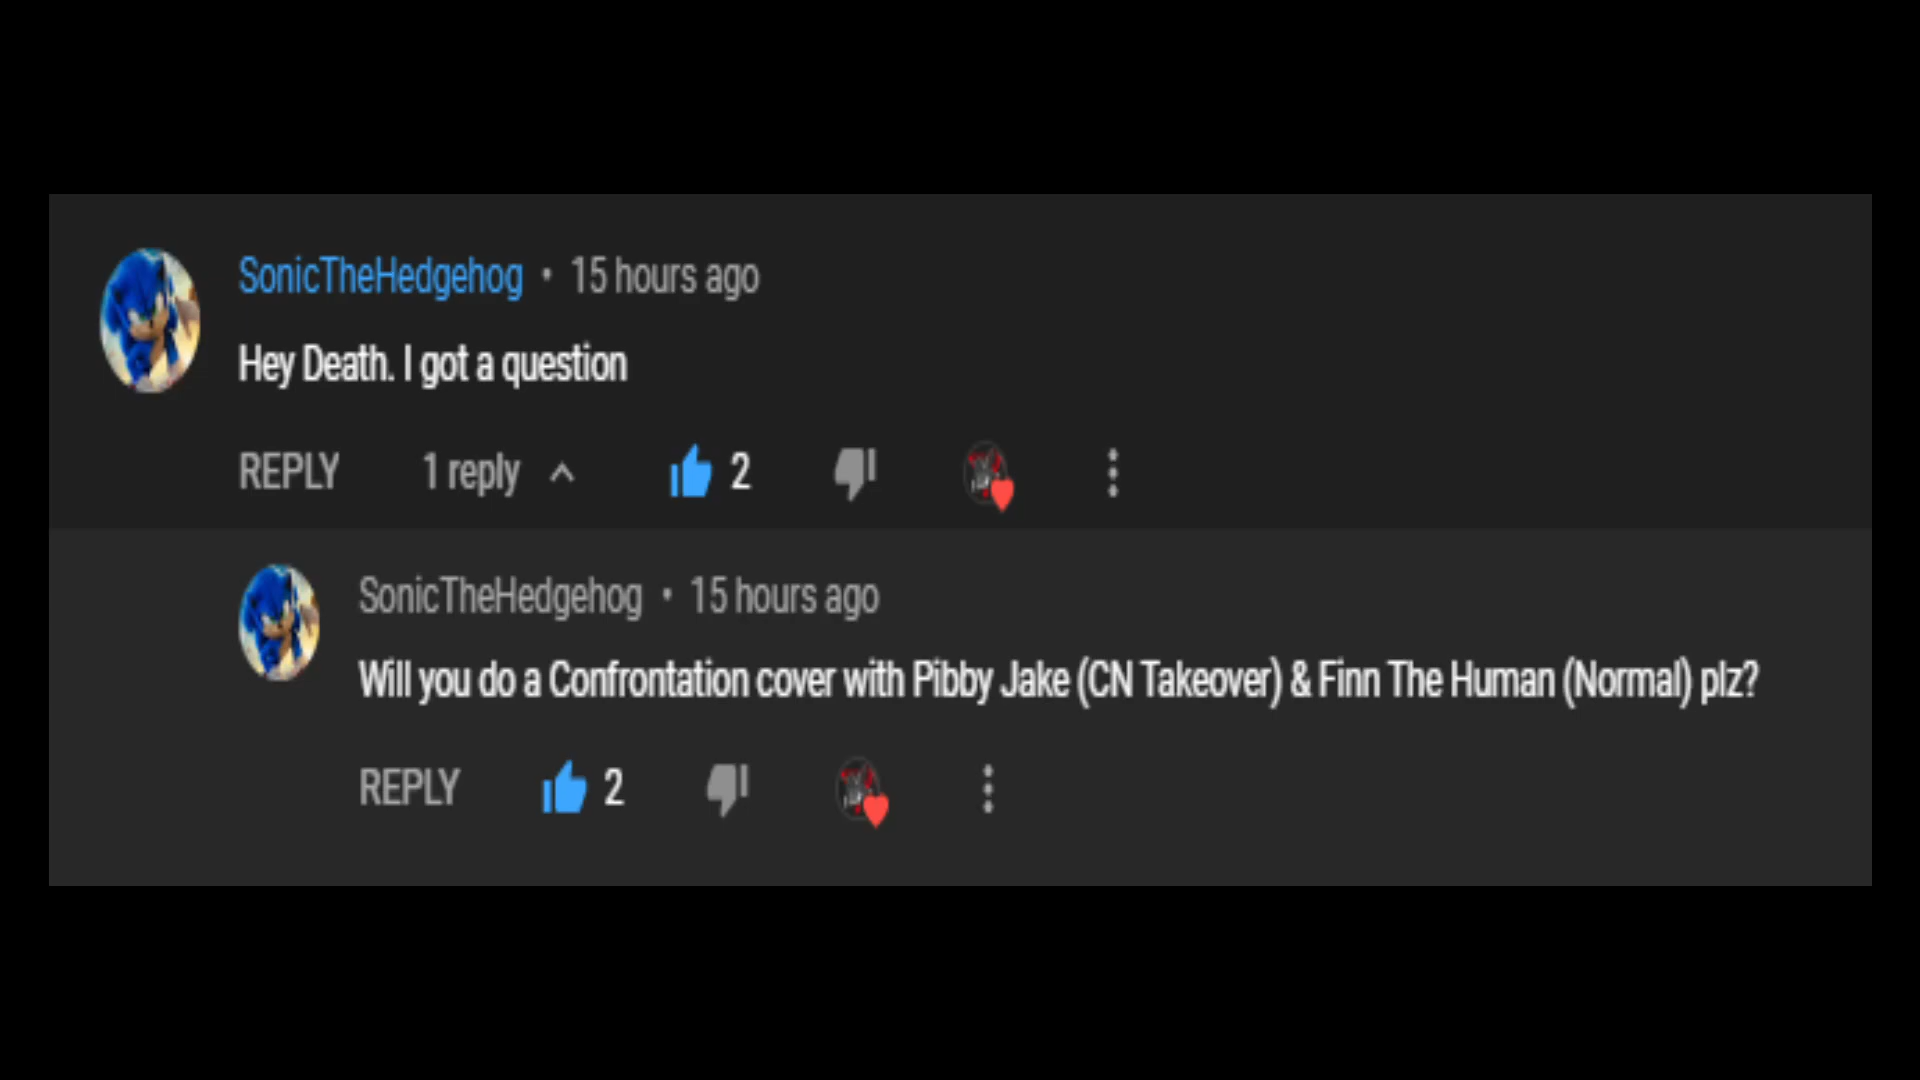 SonicTheHedgehog • 15 hours ago
Hey Death. I got a question
REPLY 1 reply 2
SonicTheHedgehog • 15 hours ago
Will you do a Confrontation cover with Pibby Jake (CN Takeover) & Finn The Human (Normal) plz?
REPLY 2